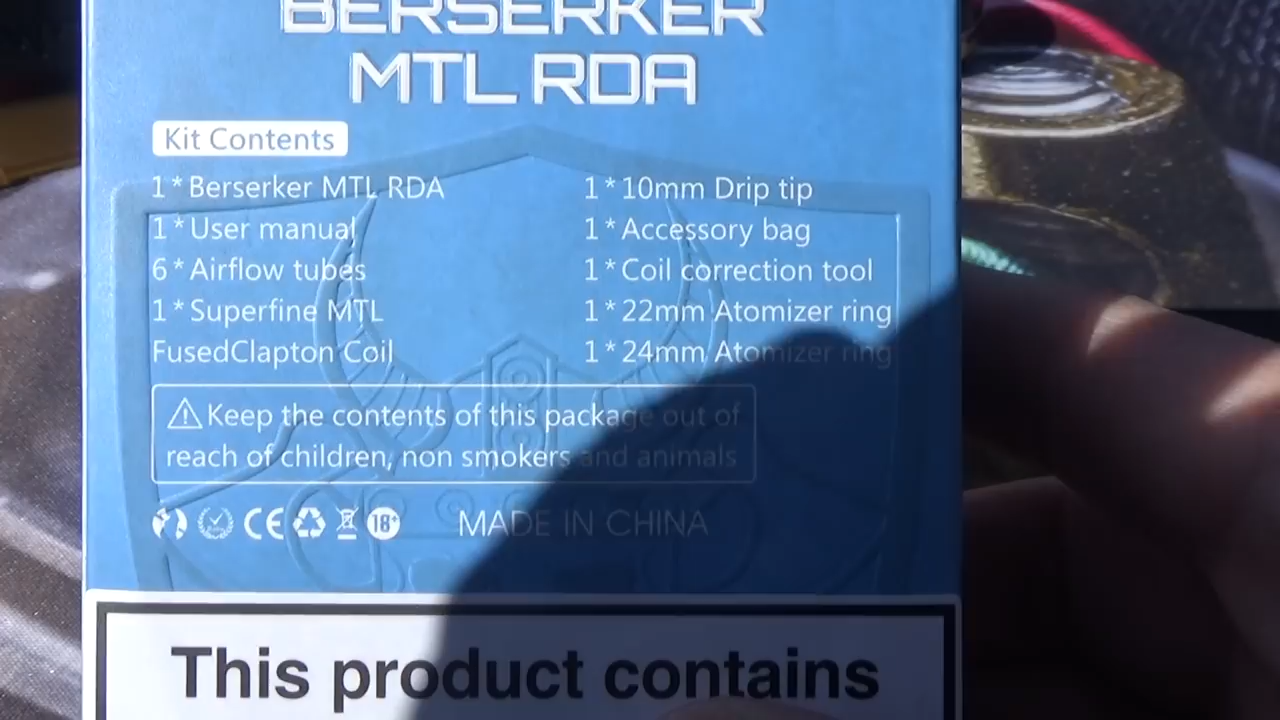 BERSERKER
MTL RDA
Kit Contents
1*Berserker MTL RDA
1*User manual
6*Airflow tubes
1*Superfine MTL
FusedClapton Coil
1*10mm Drip tip
1*Accessory bag
1*Coil correction tool
1*22mm Atomizer ring
1*24mm Atomizer ring
Keep the contents of this package out of
reach of children, non smokers and animals
CE 18+ MADE IN CHINA
This product contains